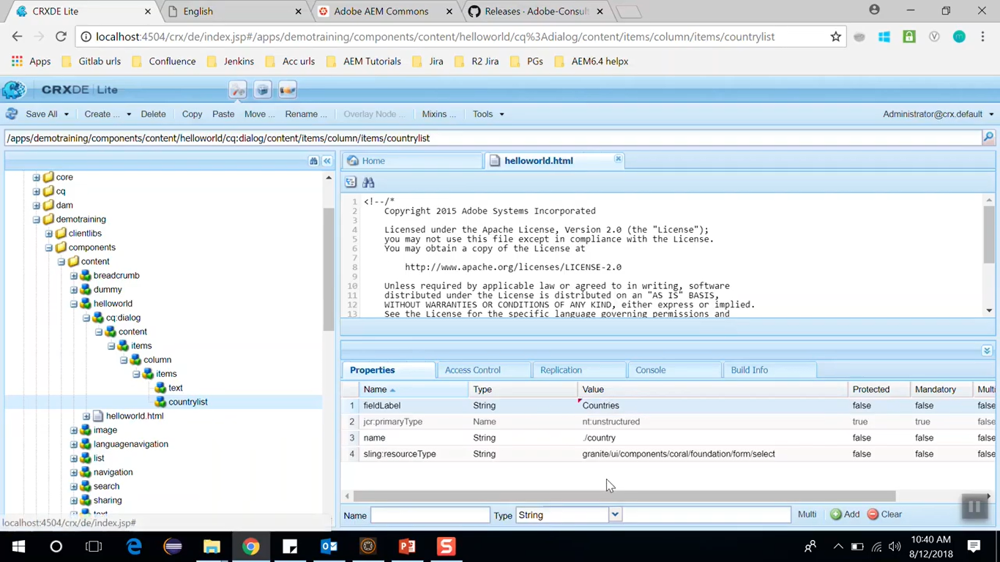 CRXDE Lite
English
Adobe AEM Commons
Releases · Adobe-Consult
localhost:4504/crx/de/index.jsp#/apps/demotraining/components/content/helloworld/cq%3Adialog/content/items/column/items/countrylist
Apps Gitlab urls Confluence Jenkins Acc urls AEM Tutorials Jira R2 Jira PGs AEM6.4 helpx
CRXDE | Lite
Save All Create ... Delete Copy Paste Move ... Rename ... Overlay Node ... Mixins ... Tools Administrator@crx.default
/apps/demotraining/components/content/helloworld/cq:dialog/content/items/column/items/countrylist
core
cq
dam
demotraining
clientlibs
components
content
breadcrumb
dummy
helloworld
cq:dialog
content
items
column
items
text
countrylist
helloworld.html
image
languagenavigation
list
navigation
search
sharing
text
localhost:4504/crx/de/index.jsp#
Home helloworld.html
1 <!--/*
2 Copyright 2015 Adobe Systems Incorporated
3
4 Licensed under the Apache License, Version 2.0 (the "License");
5 you may not use this file except in compliance with the License.
6 You may obtain a copy of the License at
7
8 http://www.apache.org/licenses/LICENSE-2.0
9
10 Unless required by applicable law or agreed to in writing, software
11 distributed under the License is distributed on an "AS IS" BASIS,
12 WITHOUT WARRANTIES OR CONDITIONS OF ANY KIND, either express or implied.
13 See the License for the specific language governing permissions and
Properties Access Control Replication Console Build Info
Name Type Value Protected Mandatory Multi
1 fieldLabel String Countries false false false
2 jcr:primaryType Name nt:unstructured true true false
3 name String ./country false false false
4 sling:resourceType String granite/ui/components/coral/foundation/form/select false false false
Name Type String Multi Add Clear
10:40 AM
8/12/2018